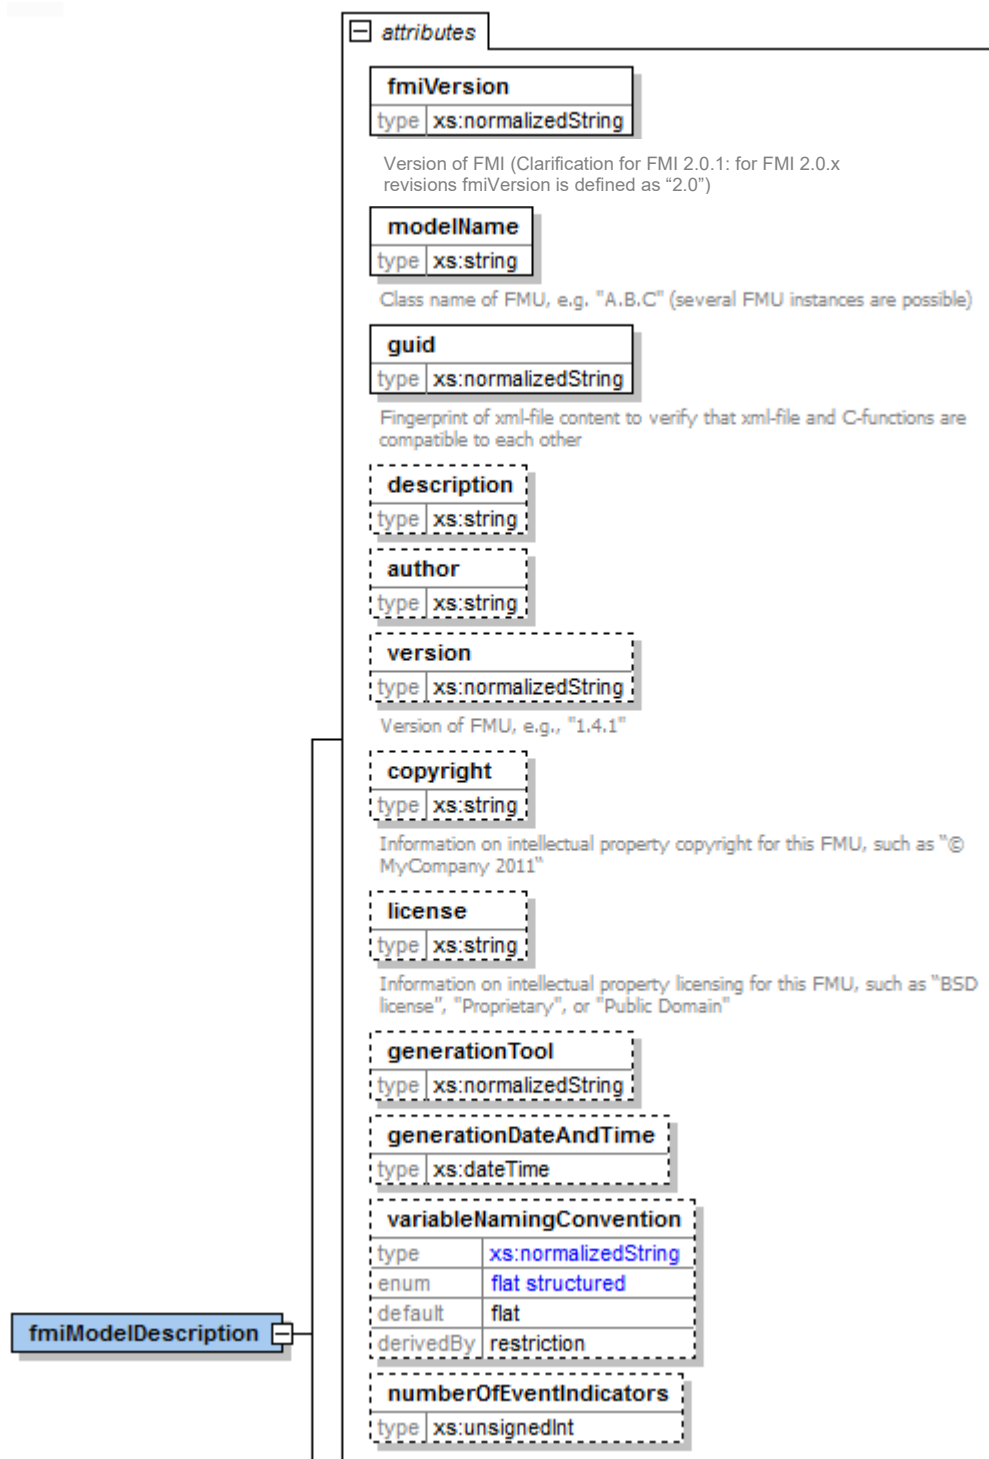 attributes
fmiVersion
type xs:normalizedString
Version of FMI (Clarification for FMI 2.0.1: for FMI 2.0.x
revisions fmiVersion is defined as “2.0”)
modelName
type xs:string
Class name of FMU, e.g. "A.B.C" (several FMU instances are possible)
guid
type xs:normalizedString
Fingerprint of xml-file content to verify that xml-file and C-functions are
compatible to each other
description
type xs:string
author
type xs:string
version
type xs:normalizedString
Version of FMU, e.g., "1.4.1"
copyright
type xs:string
Information on intellectual property copyright for this FMU, such as “©
MyCompany 2011“
license
type xs:string
Information on intellectual property licensing for this FMU, such as “BSD
license”, "Proprietary", or "Public Domain"
generationTool
type xs:normalizedString
generationDateAndTime
type xs:dateTime
variableNamingConvention
type xs:normalizedString
enum flat structured
default flat
derivedBy restriction
fmiModelDescription
numberOfEventIndicators
type xs:unsignedInt